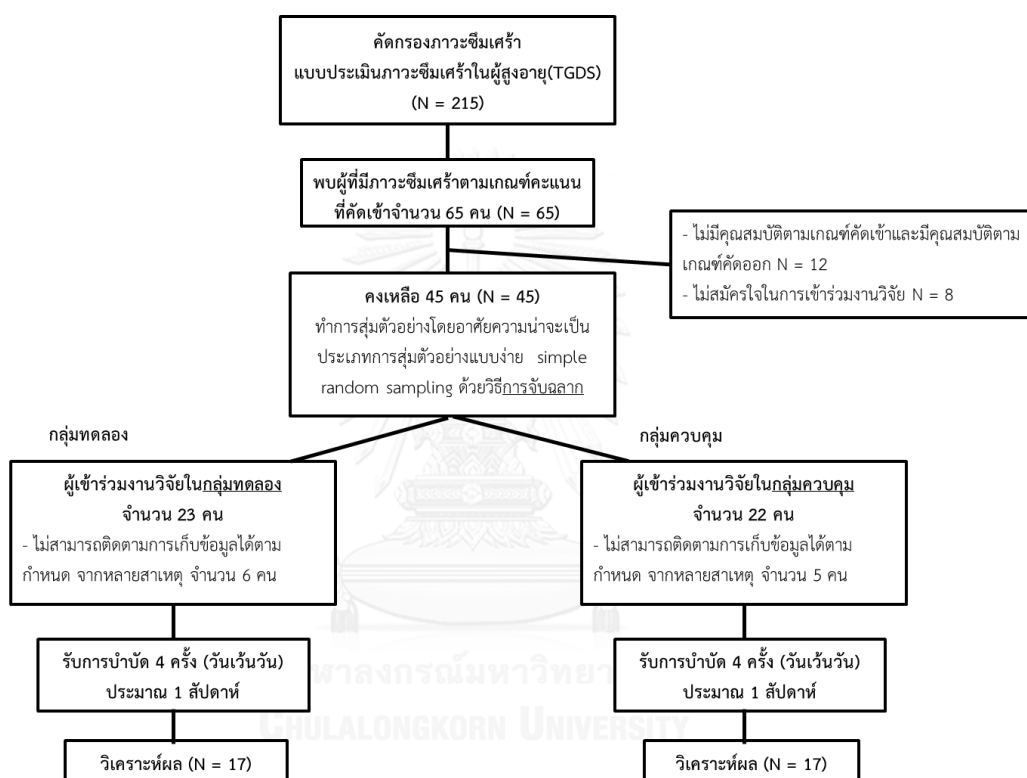 คัดกรองภาวะซึมเศร้า
แบบประเมินภาวะซึมเศร้าในผู้สูงอายุ(TGDS)
(N = 215)
พบผู้ที่มีภาวะซึมเศร้าตามเกณฑ์คะแนน
ที่คัดเข้าจำนวน 65 คน (N = 65)
- ไม่มีคุณสมบัติตามเกณฑ์คัดเข้าและมีคุณสมบัติตาม
เกณฑ์คัดออก N = 12
- ไม่สมัครใจในการเข้าร่วมงานวิจัย N = 8
คงเหลือ 45 คน (N = 45)
ทำการสุ่มตัวอย่างโดยอาศัยความน่าจะเป็น
ประเภทการสุ่มตัวอย่างแบบง่าย simple
random sampling ด้วยวิธีการจับฉลาก
กลุ่มทดลอง
กลุ่มควบคุม
ผู้เข้าร่วมงานวิจัยในกลุ่มทดลอง
จำนวน 23 คน
- ไม่สามารถติดตามการเก็บข้อมูลได้ตาม
กำหนด จากหลายสาเหตุ จำนวน 6 คน
ผู้เข้าร่วมงานวิจัยในกลุ่มควบคุม
จำนวน 22 คน
- ไม่สามารถติดตามการเก็บข้อมูลได้ตาม
กำหนด จากหลายสาเหตุ จำนวน 5 คน
รับการบำบัด 4 ครั้ง (วันเว้นวัน)
ประมาณ 1 สัปดาห์
รับการบำบัด 4 ครั้ง (วันเว้นวัน)
ประมาณ 1 สัปดาห์
หาลงกรณ์มหาวิทยา
CHULALONGKORN UNIVERSITY
วิเคราะห์ผล (N = 17)
วิเคราะห์ผล (N = 17)